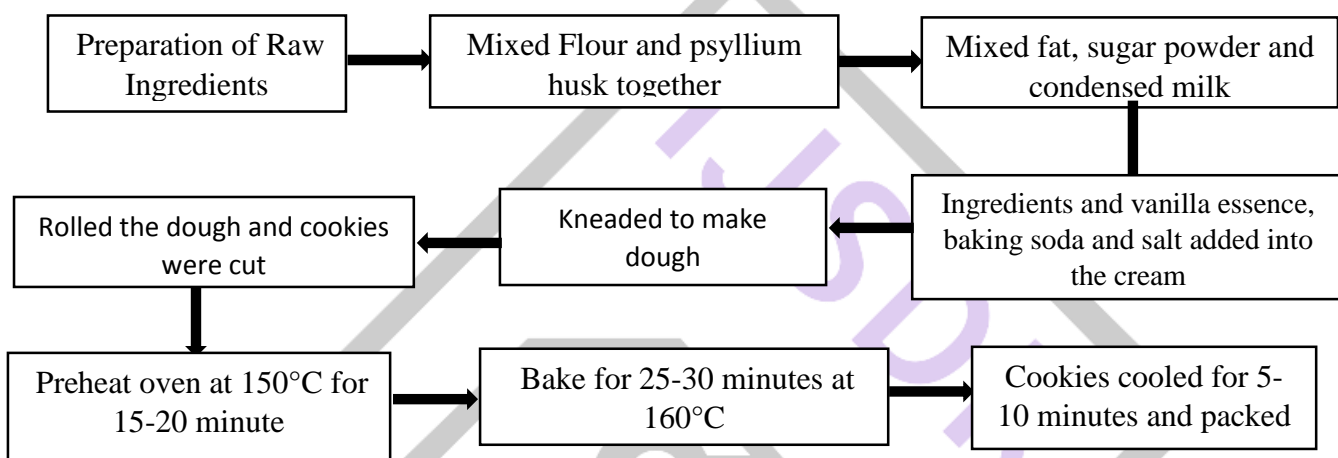 Preparation of Raw
Ingredients
Mixed Flour and psyllium
husk together
Mixed fat, sugar powder and
condensed milk
Ingredients and vanilla essence,
baking soda and salt added into
the cream
Kneaded to make
dough
Rolled the dough and cookies
were cut
Preheat oven at 150°C for
15-20 minute
Bake for 25-30 minutes at
160°C
Cookies cooled for 5-
10 minutes and packed